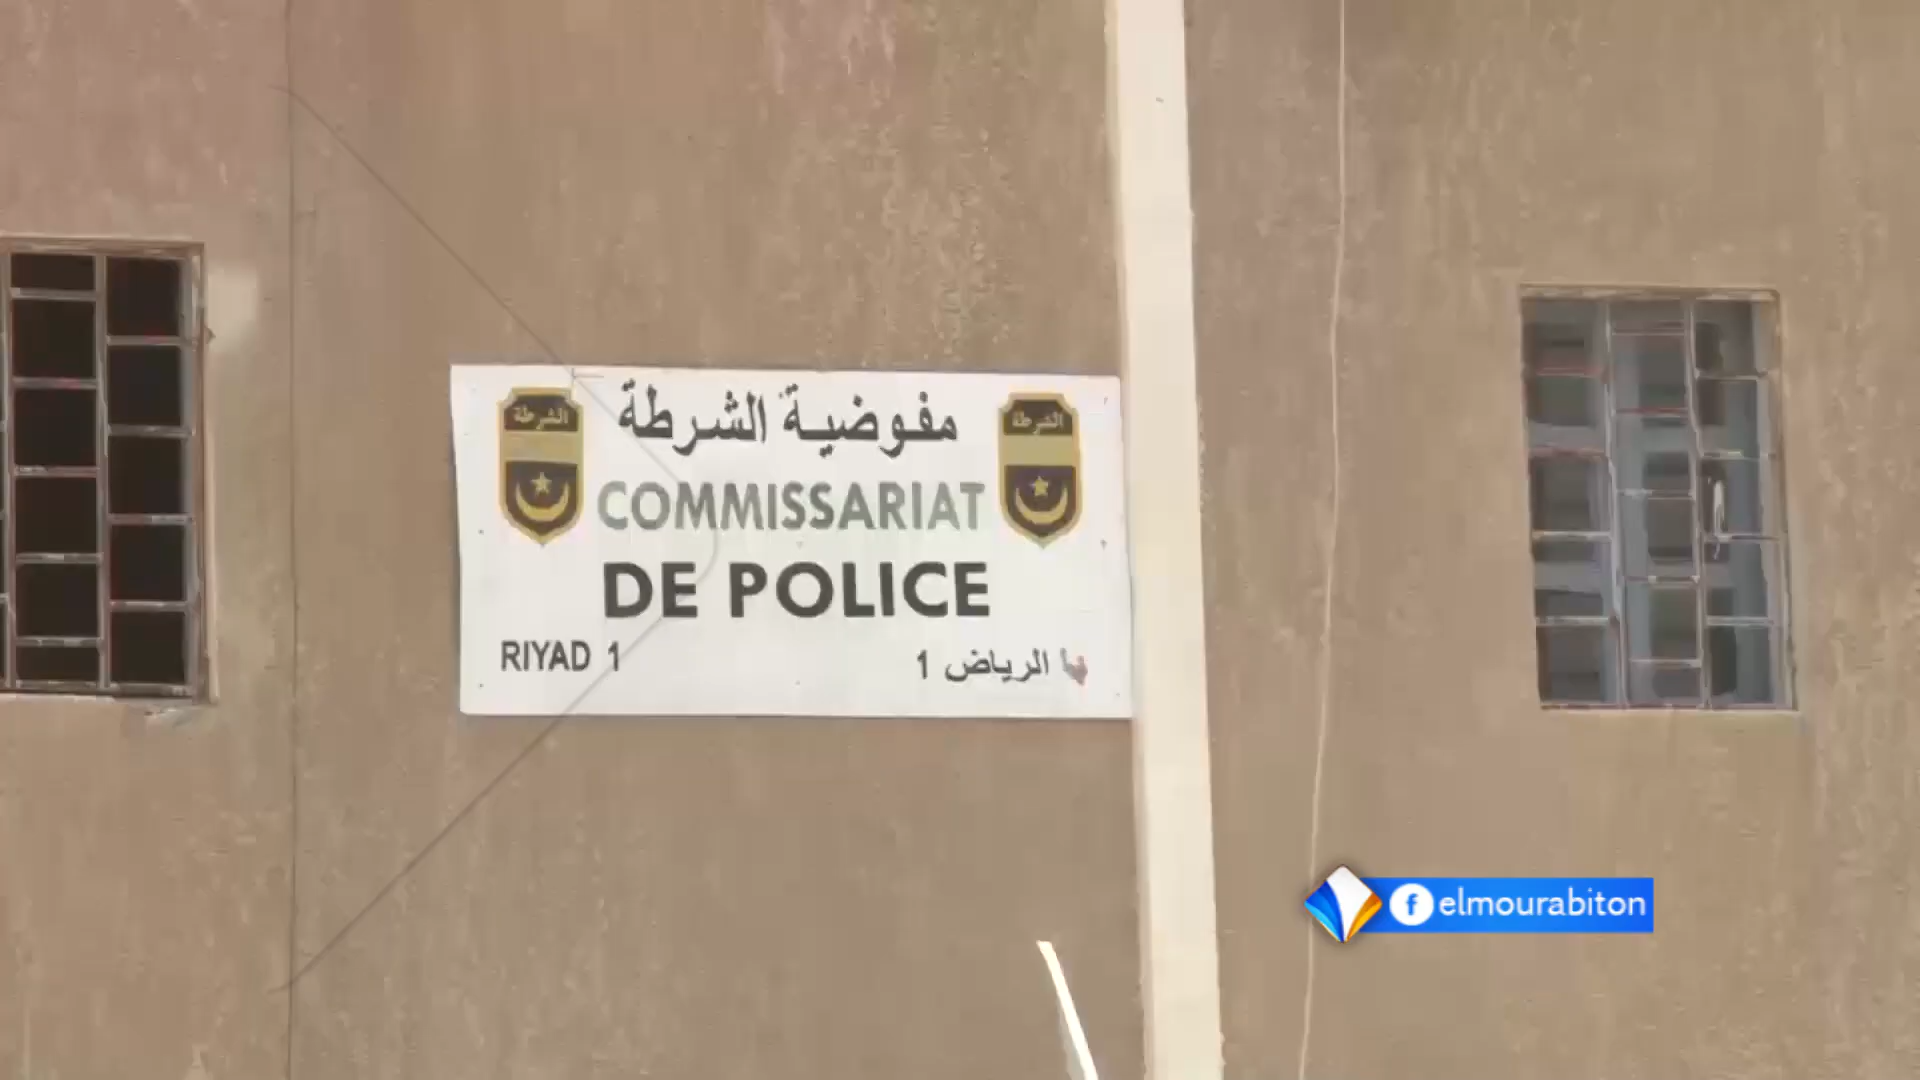 مفوضية الشرطة
الشرطة
الشرطة
COMMISSARIAT
DE POLICE
RIYAD 1
الرياض 1
elmourabiton